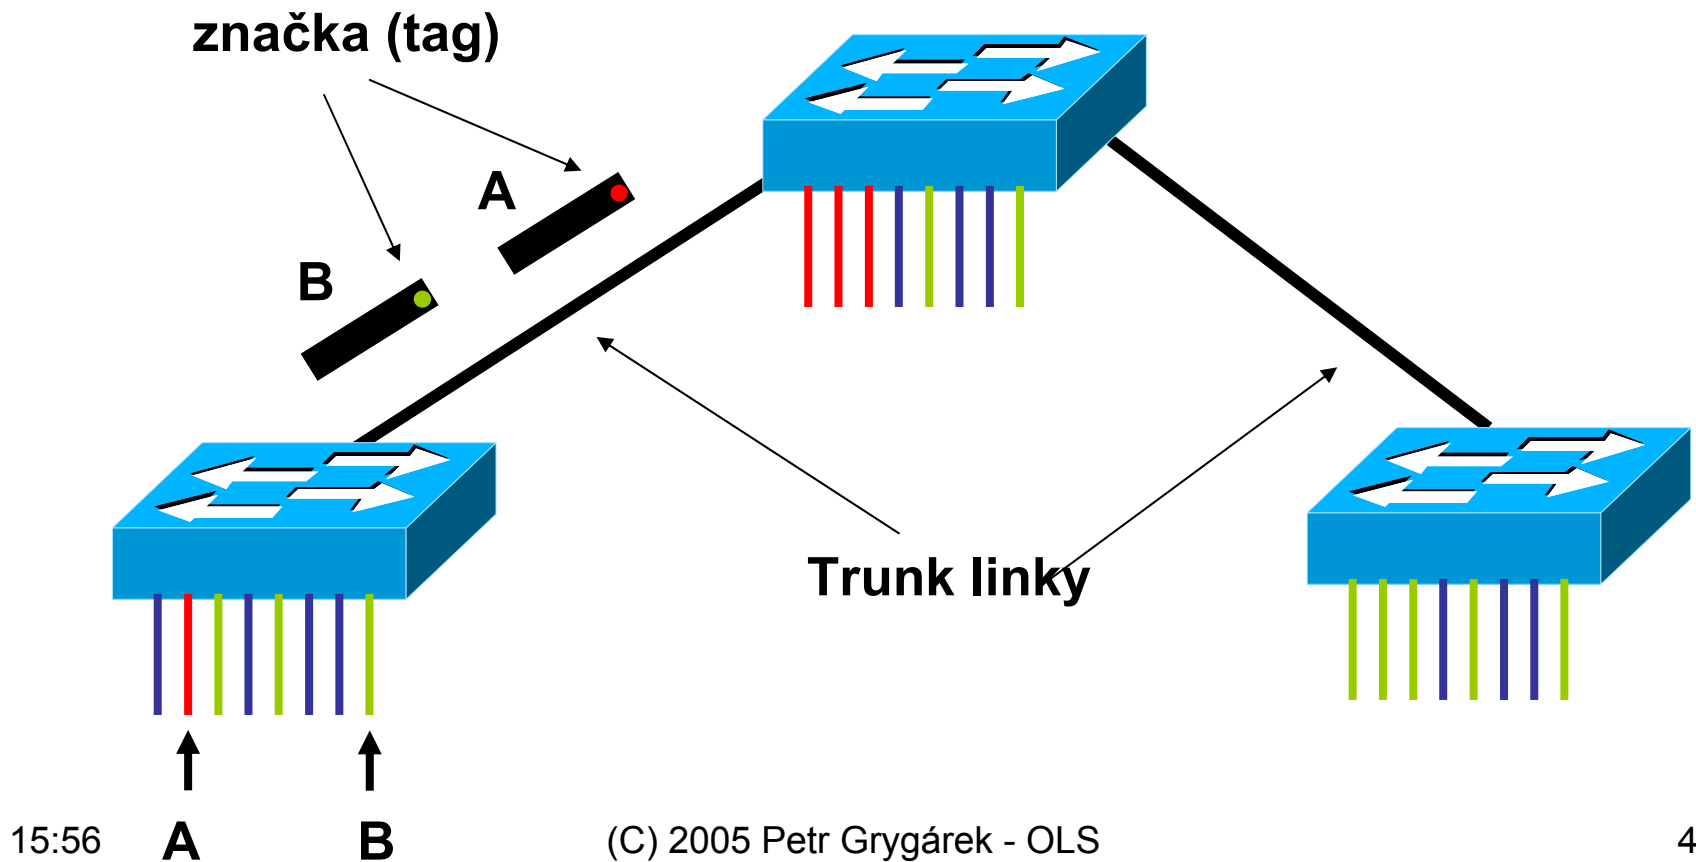 značka (tag)
A
B
Trunk linky
A
B
15:56
(C) 2005 Petr Grygárek - OLS
4